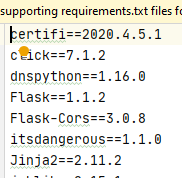 supporting requirements.txt files fo
certifi==2020.4.5.1
click==7.1.2
dnspython==1.16.0
Flask==1.1.2
Flask-Cors==3.0.8
itsdangerous==1.1.0
Jinja2==2.11.2